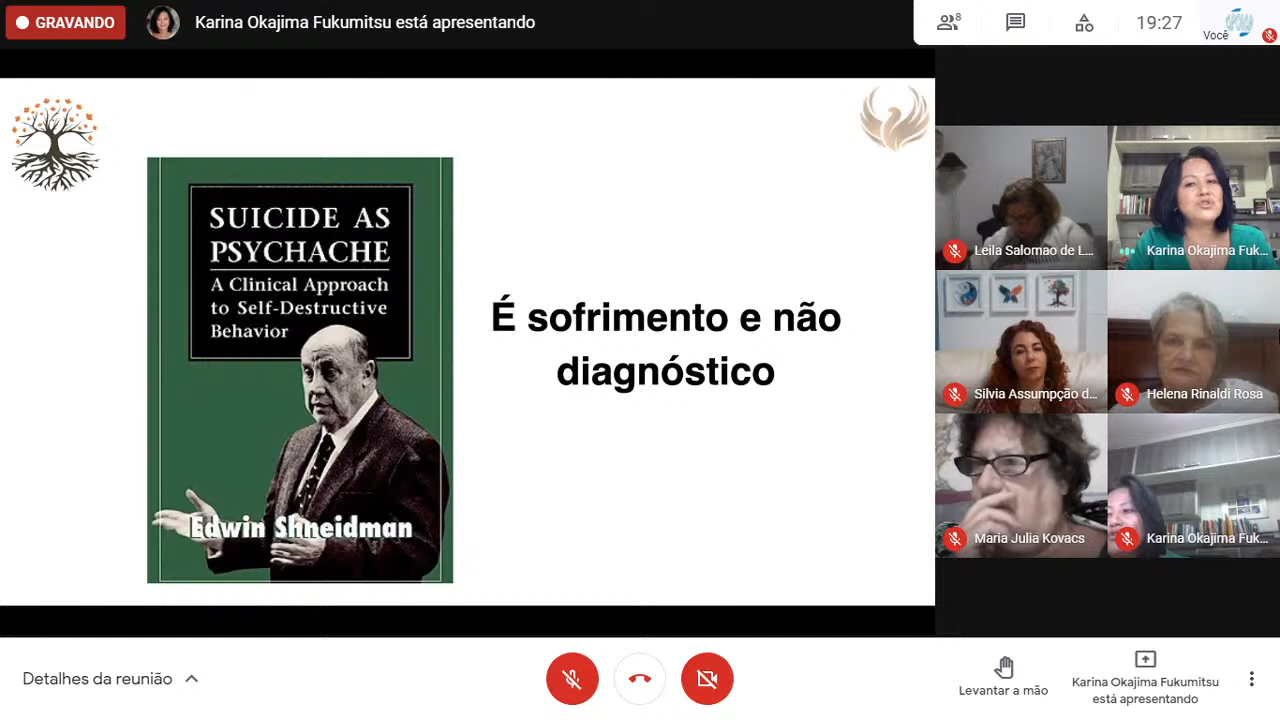 GRAVANDO
Karina Okajima Fukumitsu está apresentando
8
19:27
Você
SUICIDE AS
PSYCHACHE
A Clinical Approach
to Self-Destructive
Behavior
Edwin Shneidman
É sofrimento e não
diagnóstico
Leila Salomao de L...
Karina Okajima Fuk...
Silvia Assumpção d...
Helena Rinaldi Rosa
Maria Julia Kovacs
Karina Okajima Fuk...
Detalhes da reunião
Levantar a mão
Karina Okajima Fukumitsu
está apresentando